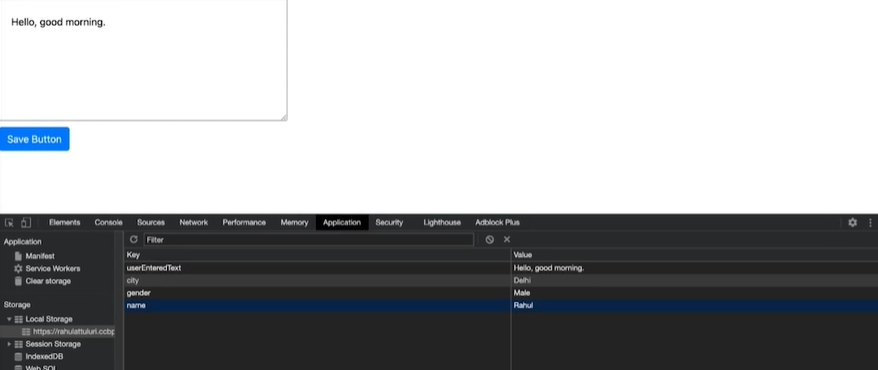 Hello, good morning.
Save Button
Elements Console Sources Network Performance Memory Application Security Lighthouse Adblock Plus
Application
Manifest
Service Workers
Clear storage
Storage
Local Storage
https://rahulattuluri.ccbp
Session Storage
IndexedDB
Web SQL
Filter
Key Value
userEnteredText Hello, good morning.
city Delhi
gender Male
name Rahul